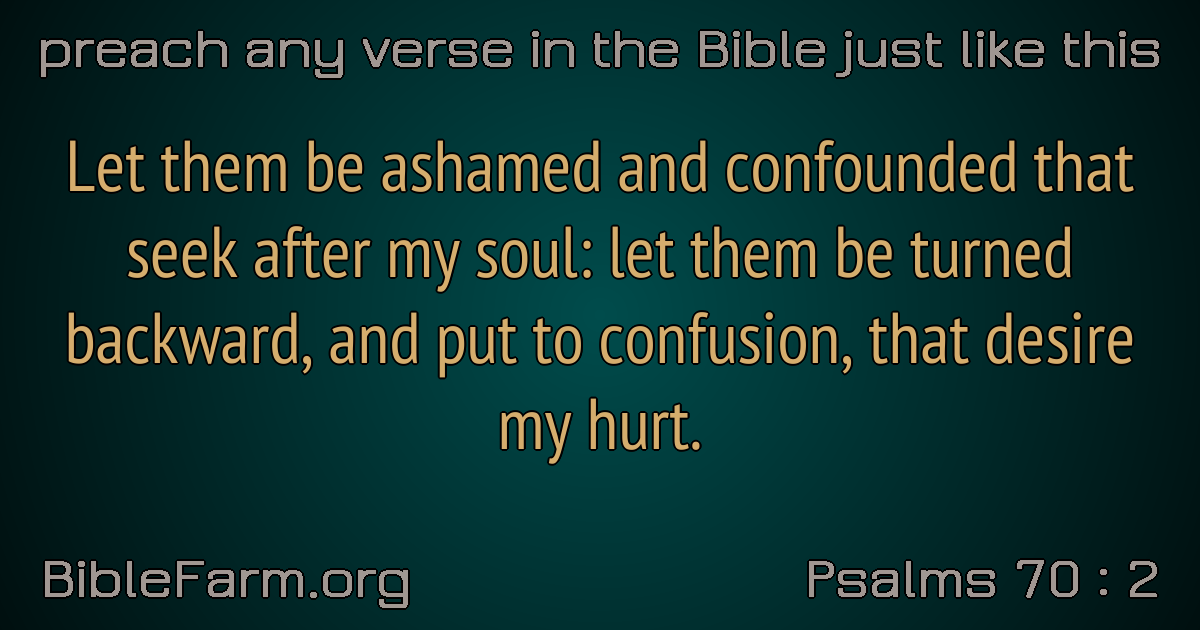 preach any verse in the Bible just like this
Let them be ashamed and confounded that
seek after my soul: let them be turned
backward, and put to confusion, that desire
my hurt.
BibleFarm.org
Psalms 70 : 2